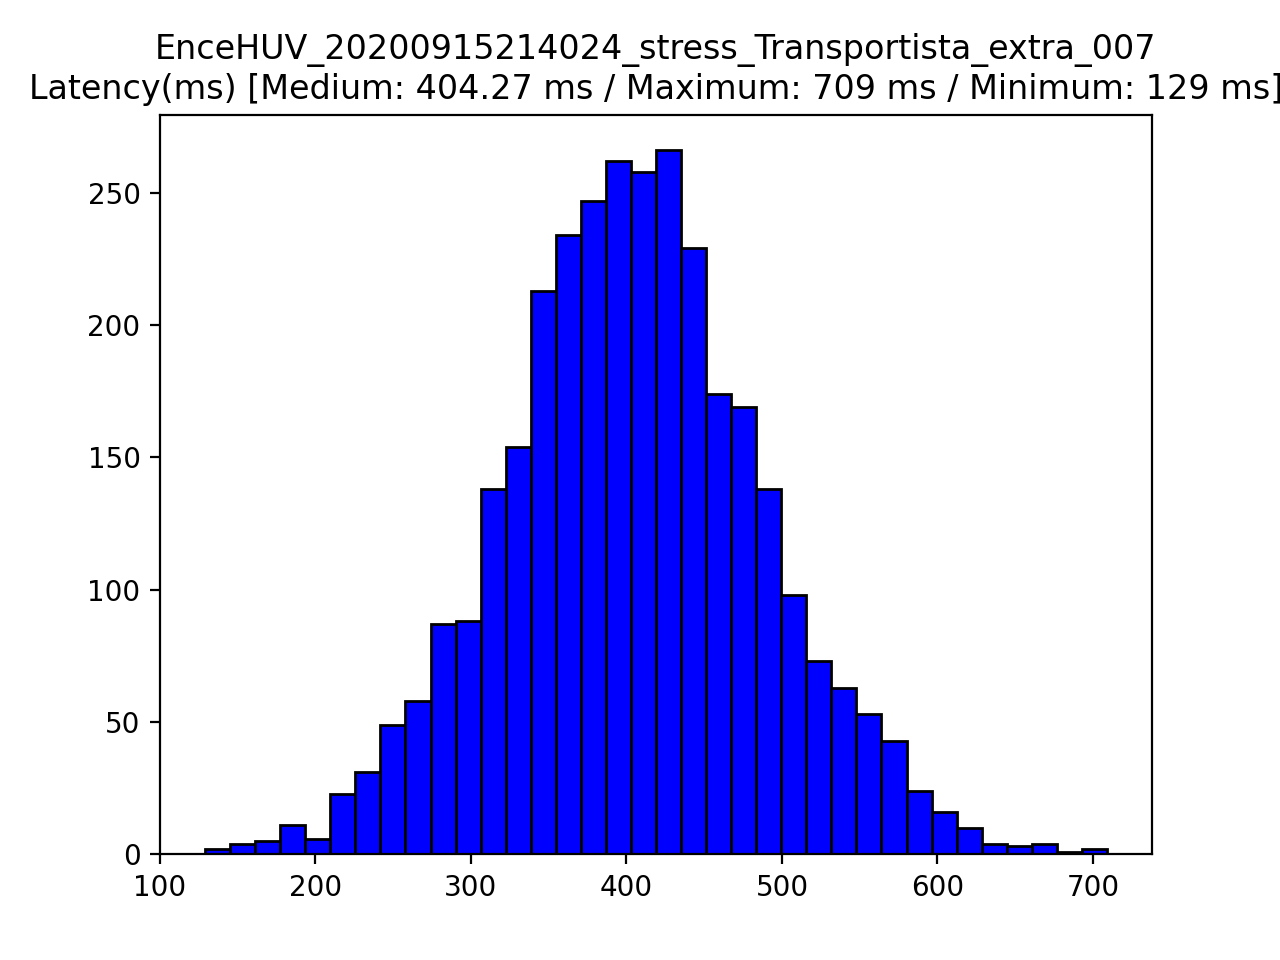 EnceHUV_20200915214024_stress_Transportista_extra_007
Latency(ms) [Medium: 404.27 ms / Maximum: 709 ms / Minimum: 129 ms]
250
200
150
100
50
0
100 200 300 400 500 600 700